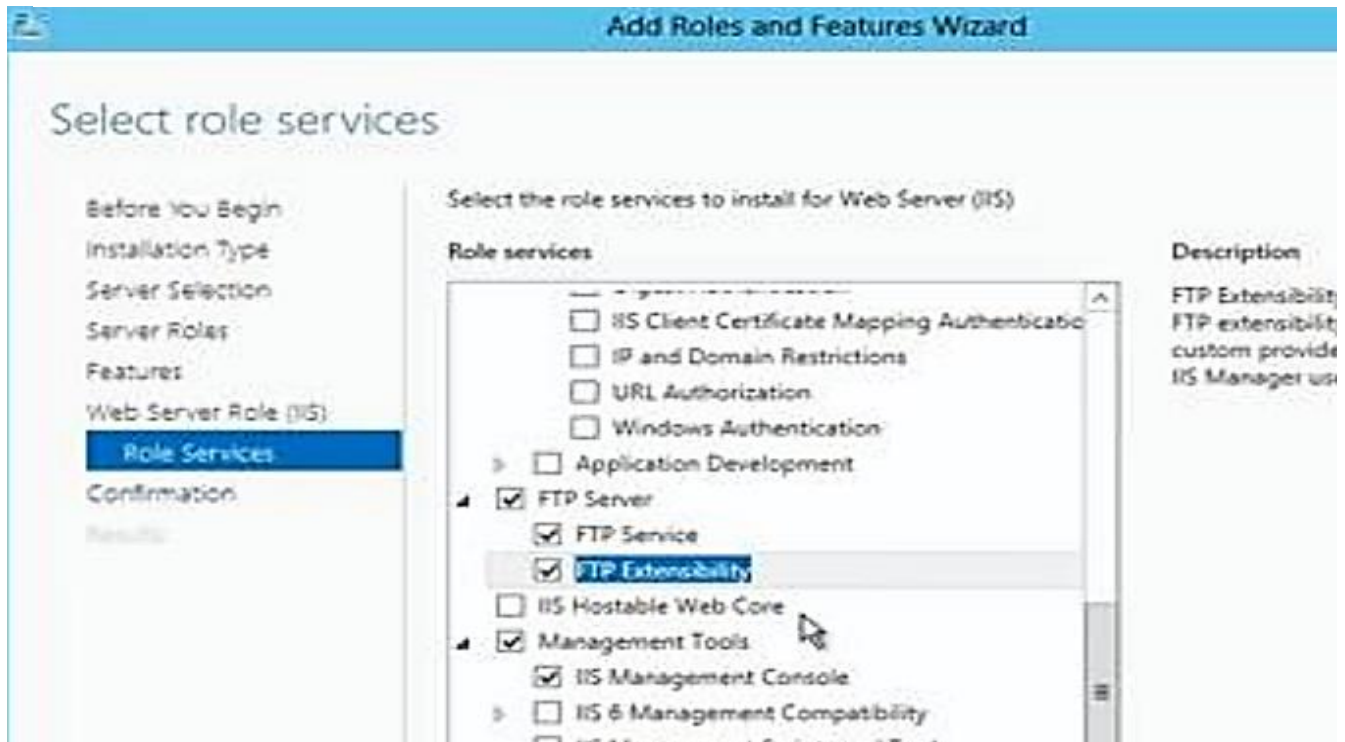 Add Roles and Features Wizard
Select role services
Before You Begin
Installation Type
Server Selection
Server Roles
Features
Web Server Role (IIS)
Role Services
Confirmation
Results
Select the role services to install for Web Server (IIS)
Role services
IIS Client Certificate Mapping Authenticatio
IP and Domain Restrictions
URL Authorization
Windows Authentication
Application Development
FTP Server
FTP Service
FTP Extensibility
IIS Hostable Web Core
Management Tools
IIS Management Console
IIS 6 Management Compatibility
Description
FTP Extensibility
FTP extensibility
custom provide
IIS Manager use